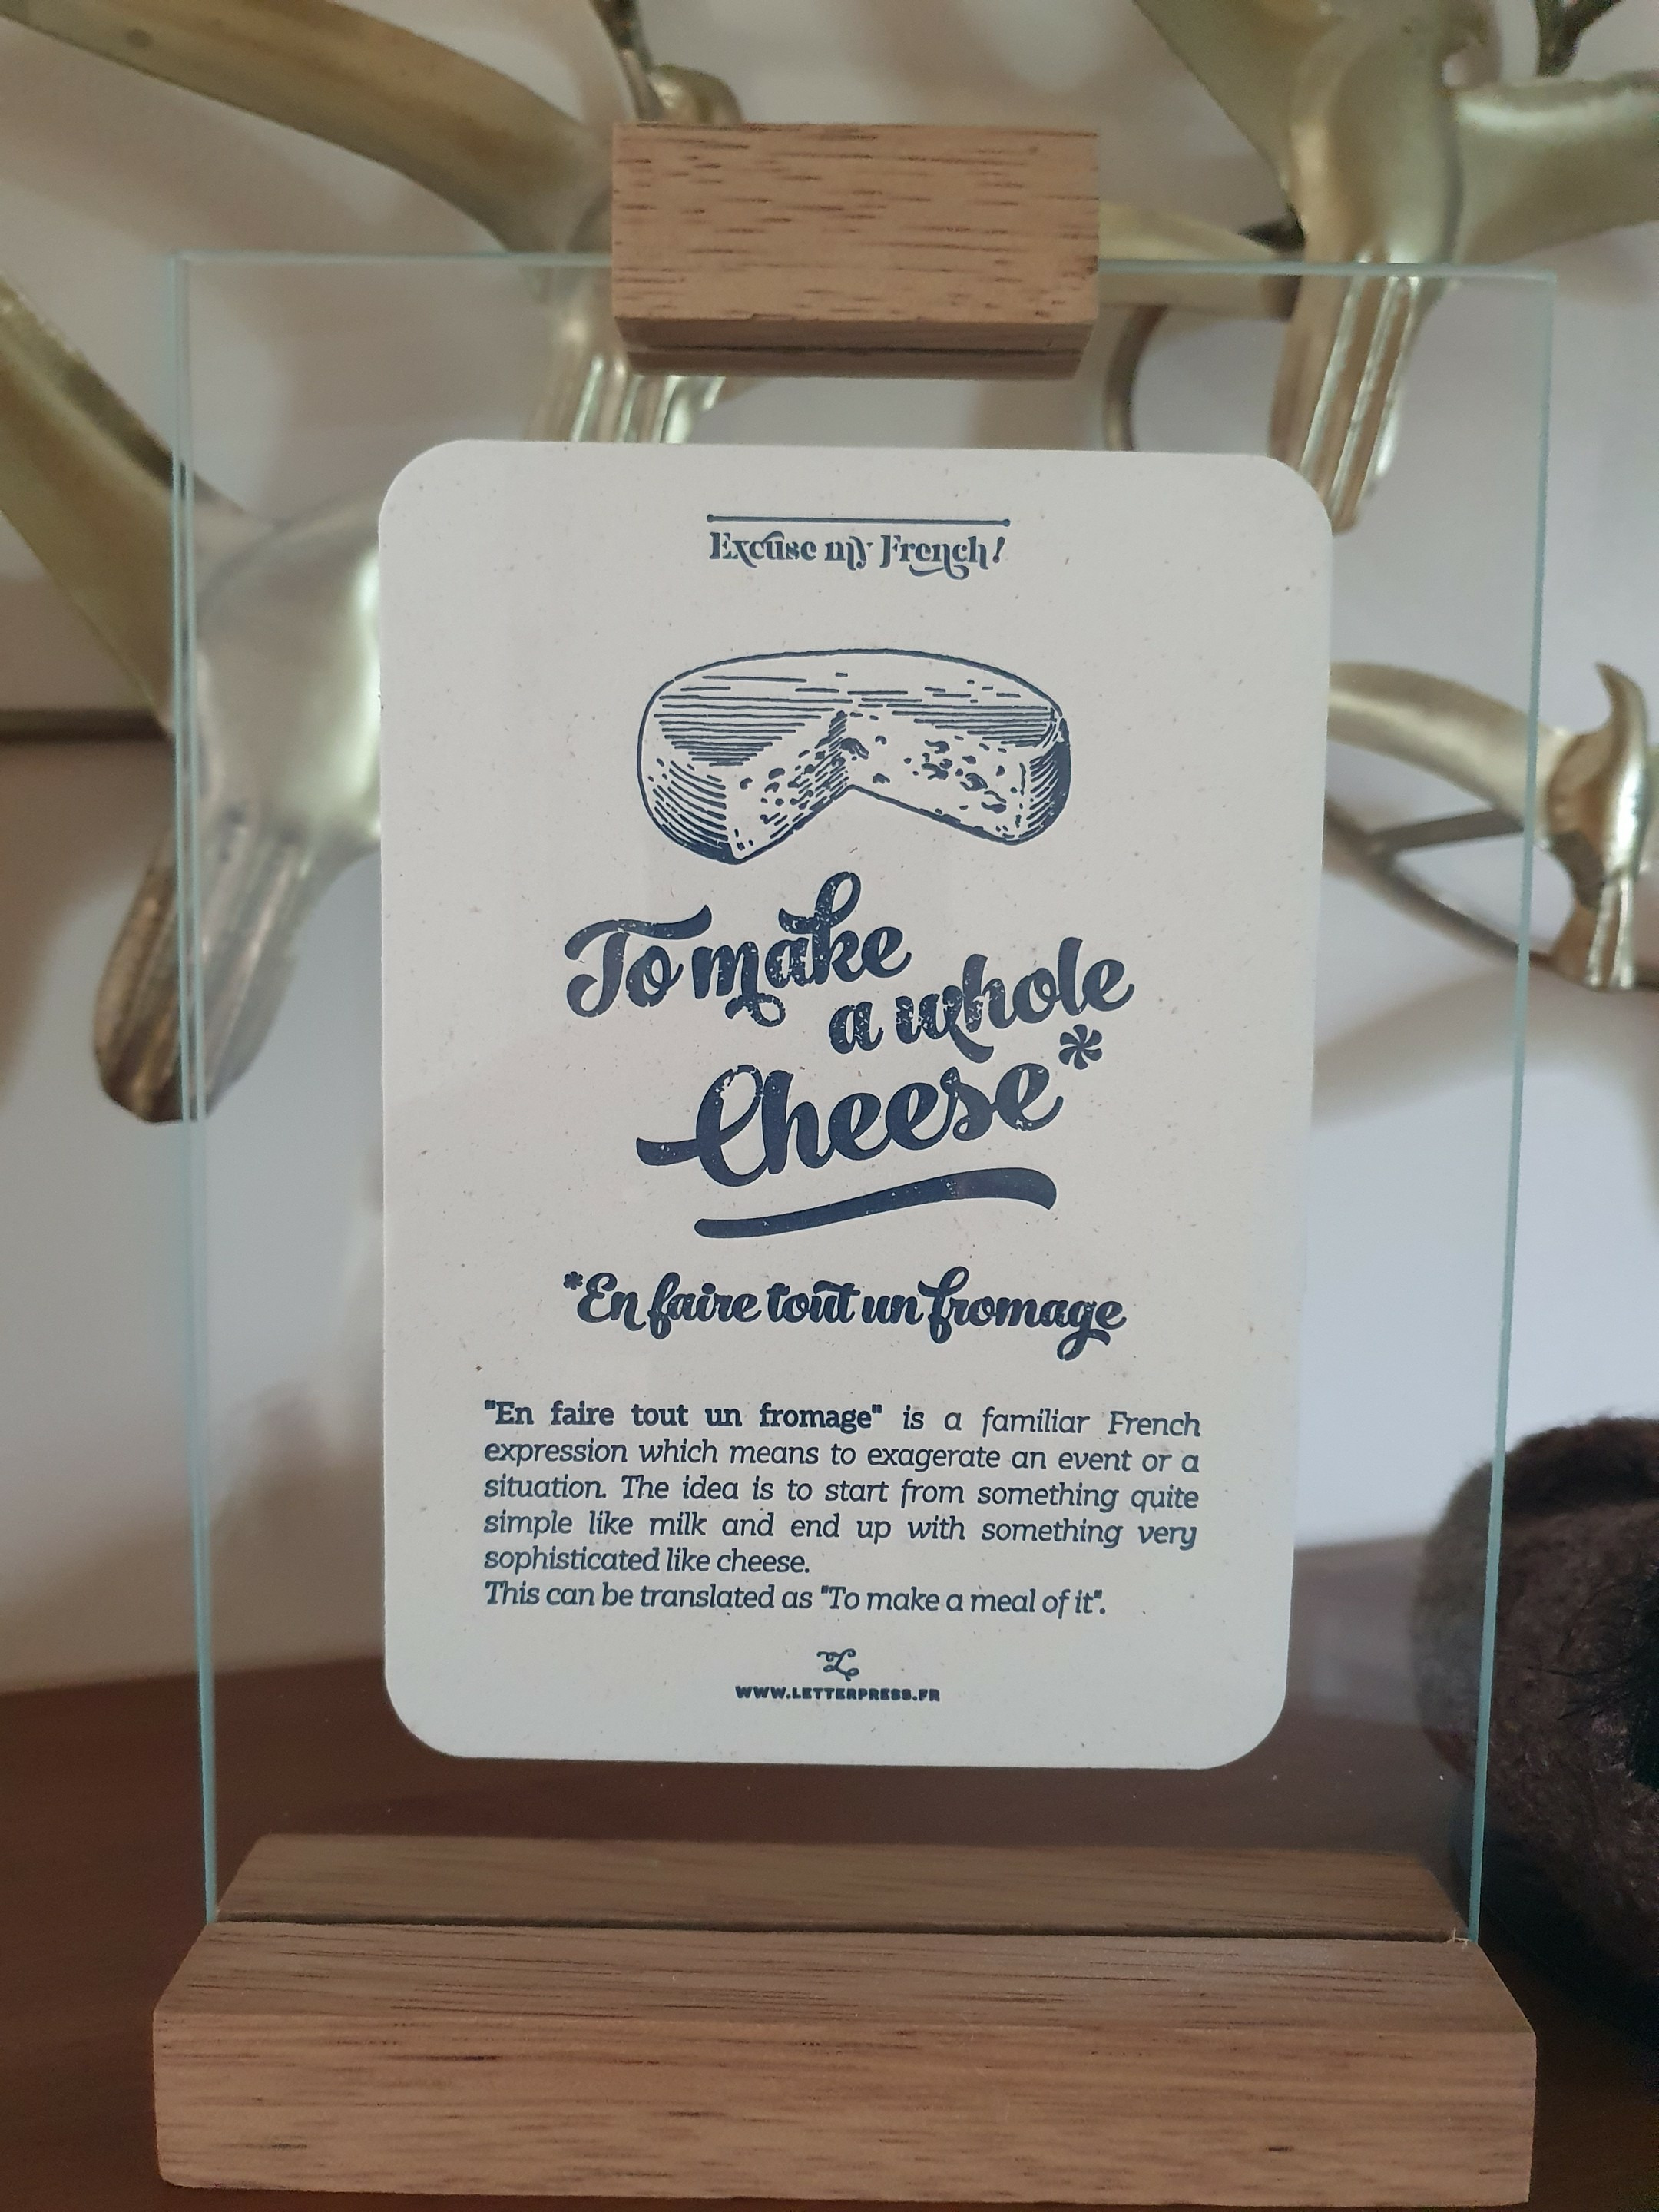 Excuse my French!
To make
a whole
Cheese*
*En faire tout un fromage
"En faire tout un fromage" is a familiar French
expression which means to exagerate an event or a
situation. The idea is to start from something quite
simple like milk and end up with something very
sophisticated like cheese.
This can be translated as "To make a meal of it".
WWW.LETTERPRESS.FR